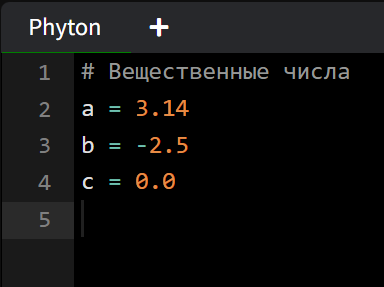 Phyton +
1 # Вещественные числа
2 a = 3.14
3 b = -2.5
4 c = 0.0
5